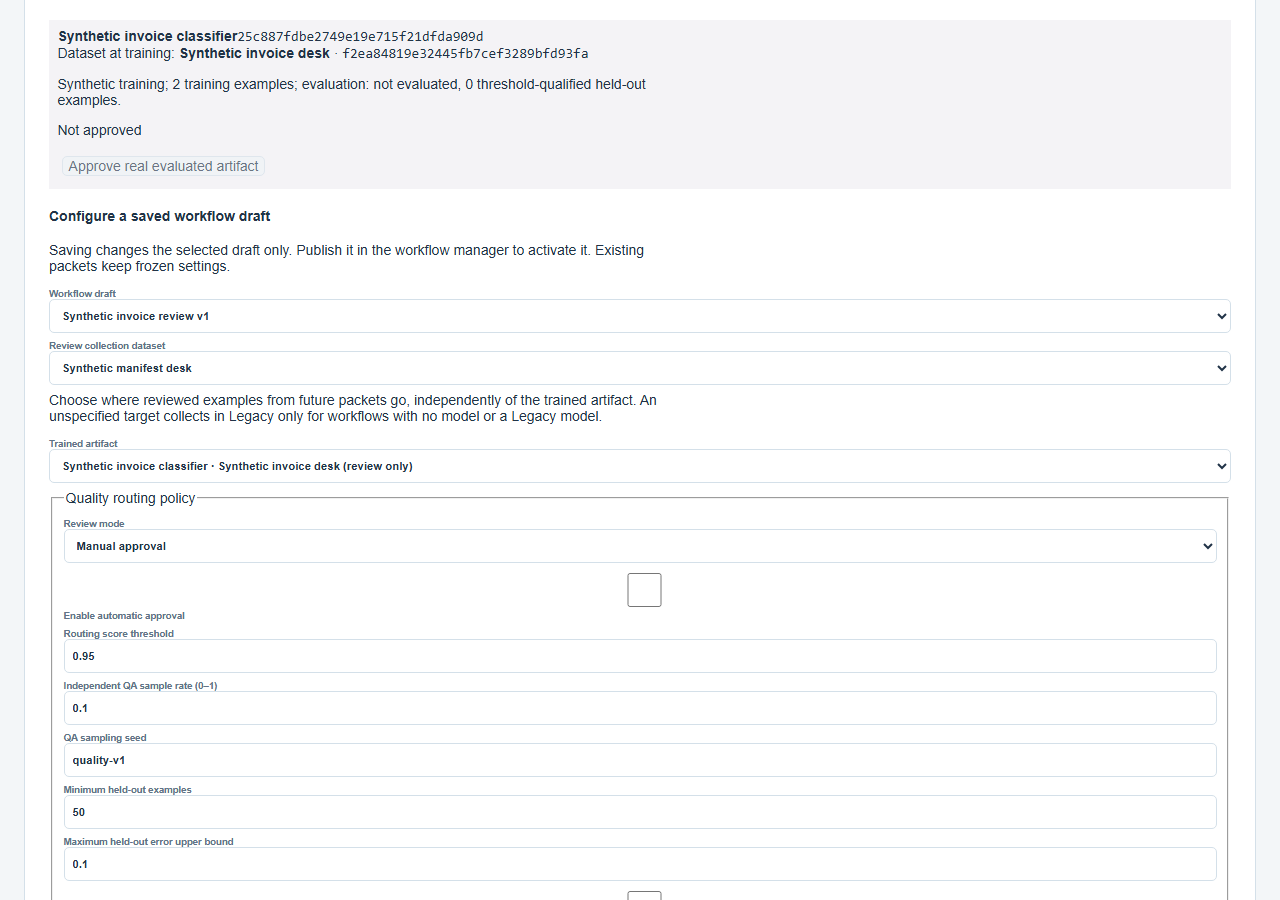 Synthetic invoice classifier25c887fdbe2749e19e715f21dfda909d
Dataset at training: Synthetic invoice desk · f2ea84819e32445fb7cef3289bfd93fa
Synthetic training; 2 training examples; evaluation: not evaluated, 0 threshold-qualified held-out
examples.
Not approved
Approve real evaluated artifact
Configure a saved workflow draft
Saving changes the selected draft only. Publish it in the workflow manager to activate it. Existing
packets keep frozen settings.
Workflow draft
Synthetic invoice review v1
Review collection dataset
Synthetic manifest desk
Choose where reviewed examples from future packets go, independently of the trained artifact. An
unspecified target collects in Legacy only for workflows with no model or a Legacy model.
Trained artifact
Synthetic invoice classifier · Synthetic invoice desk (review only)
Quality routing policy
Review mode
Manual approval
Enable automatic approval
Routing score threshold
0.95
Independent QA sample rate (0–1)
0.1
QA sampling seed
quality-v1
Minimum held-out examples
50
Maximum held-out error upper bound
0.1